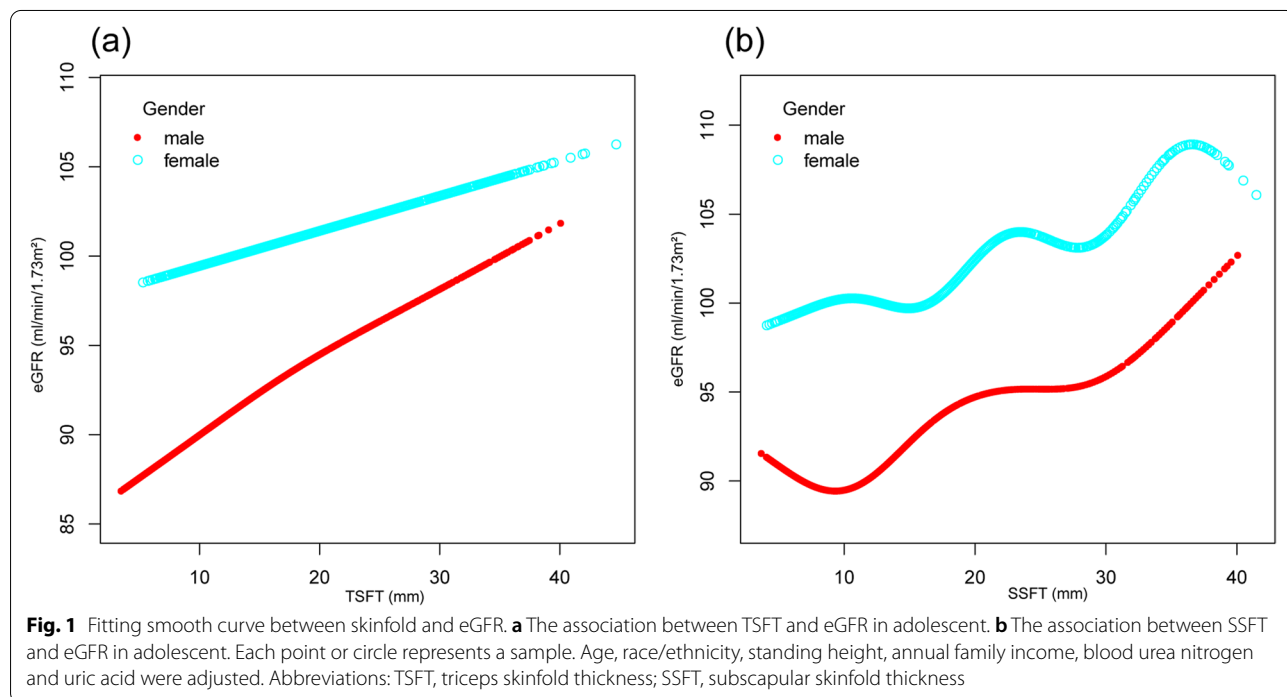 (a)
110
105
100
95
90
85
eGFR (ml/min/1.73m²)
Gender
male
female
10 20 30 40
TSFT (mm)
(b)
110
105
100
95
90
eGFR (ml/min/1.73m²)
Gender
male
female
10 20 30 40
SSFT (mm)
Fig. 1 Fitting smooth curve between skinfold and eGFR. a The association between TSFT and eGFR in adolescent. b The association between SSFT
and eGFR in adolescent. Each point or circle represents a sample. Age, race/ethnicity, standing height, annual family income, blood urea nitrogen
and uric acid were adjusted. Abbreviations: TSFT, triceps skinfold thickness; SSFT, subscapular skinfold thickness